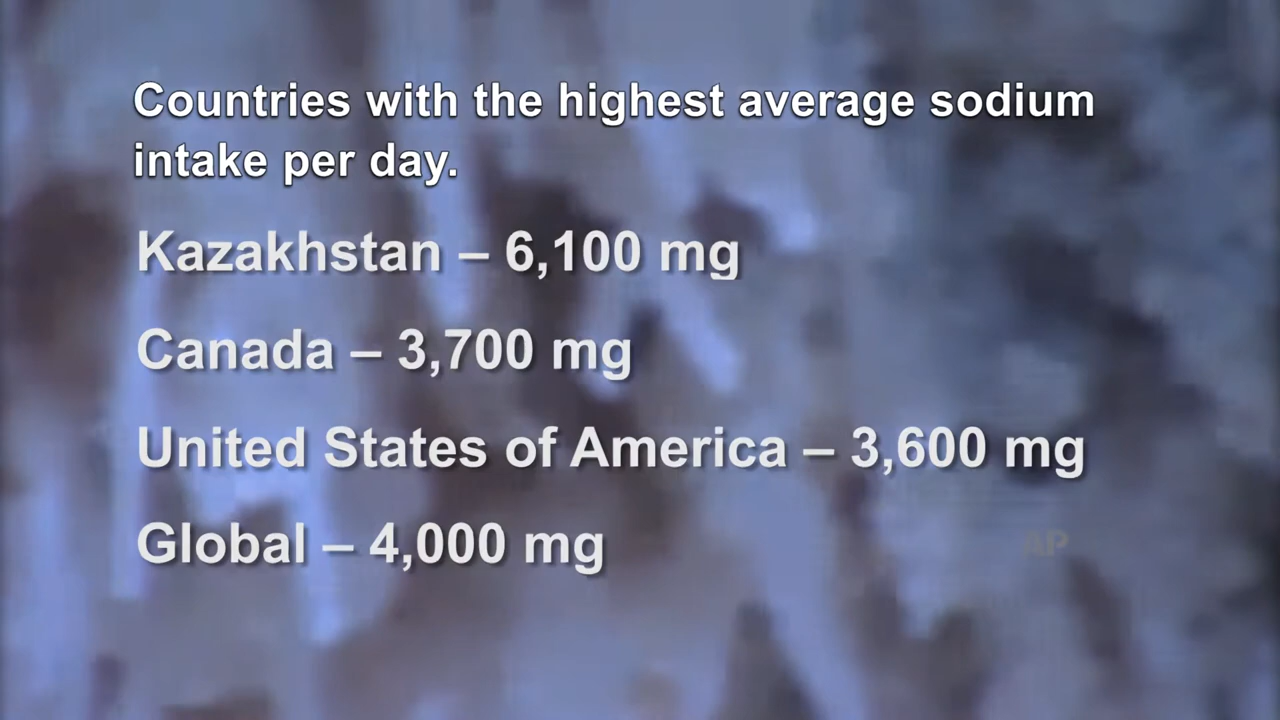 Countries with the highest average sodium
intake per day.
Kazakhstan – 6,100 mg
Canada – 3,700 mg
United States of America – 3,600 mg
Global – 4,000 mg
AP